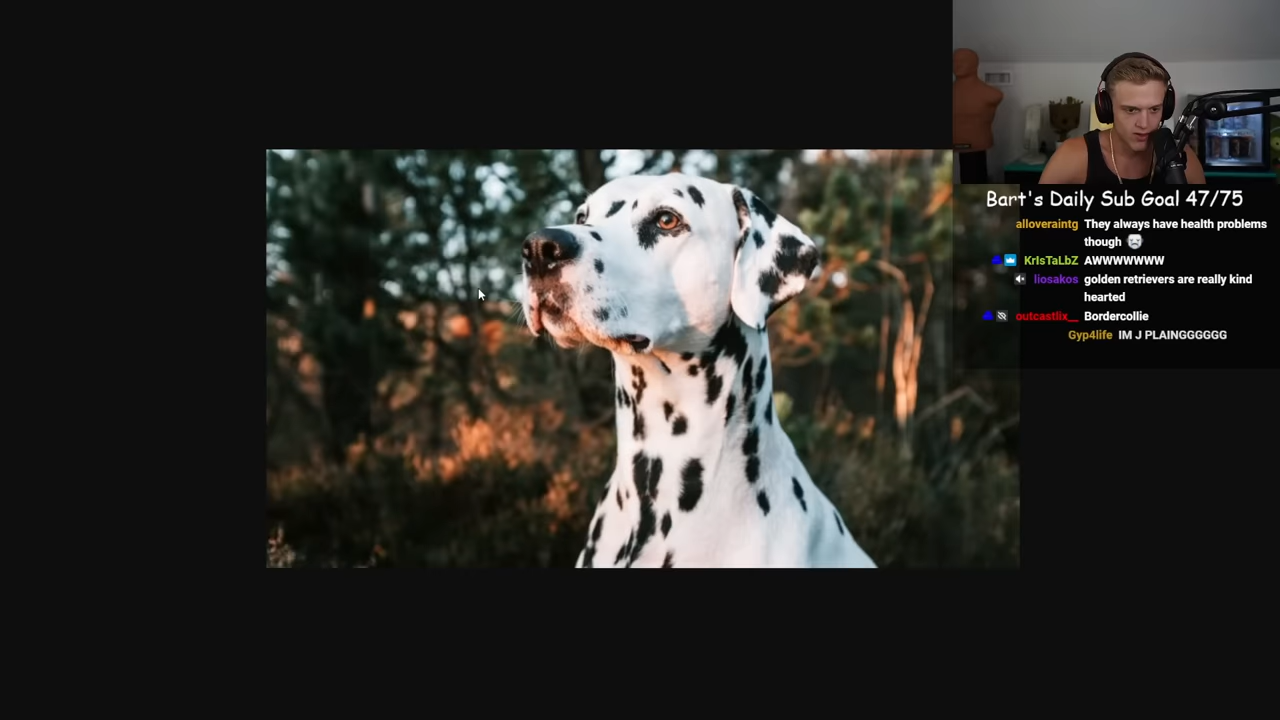 Bart's Daily Sub Goal 47/75
alloveraintg They always have health problems
though
KrIsTaLbZ AWWWWWWW
liosakos golden retrievers are really kind
hearted
outcastlix__ Bordercollie
Gyp4life IM J PLAINGGGGGG